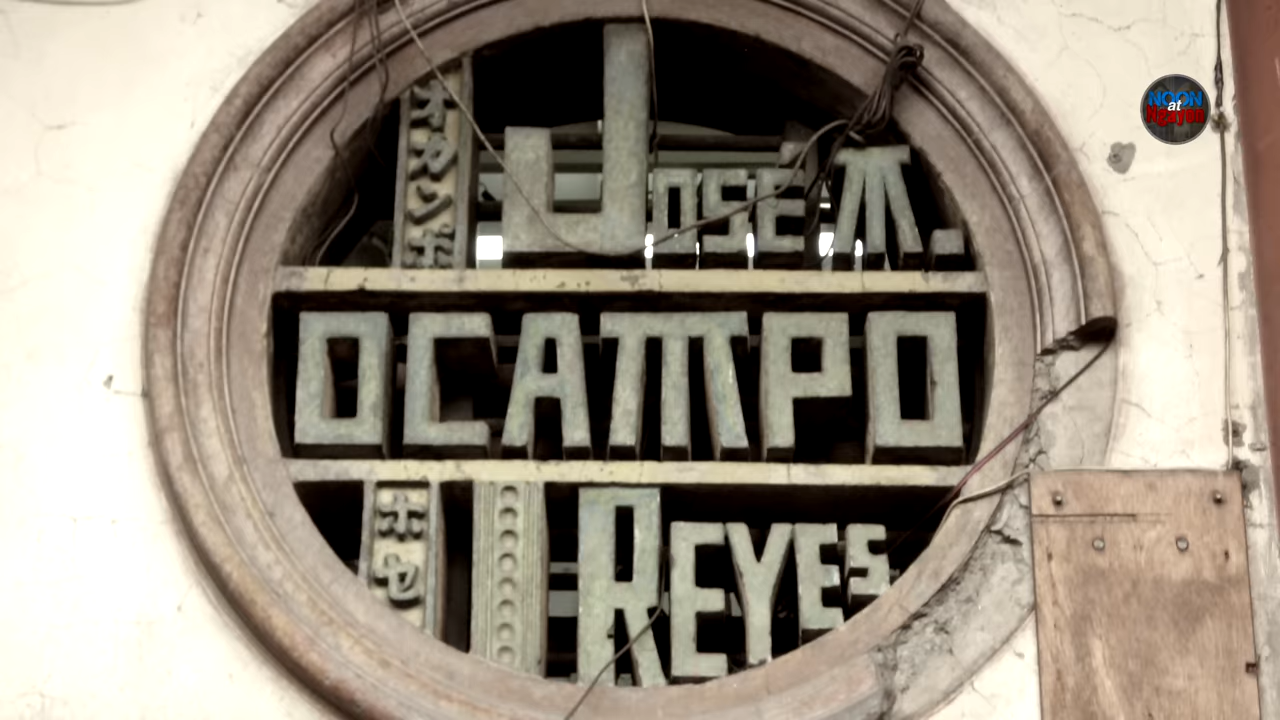 オカンポ
JOSE M.
OCAMPO
ホセ
REYES
NOON
at
Ngayon